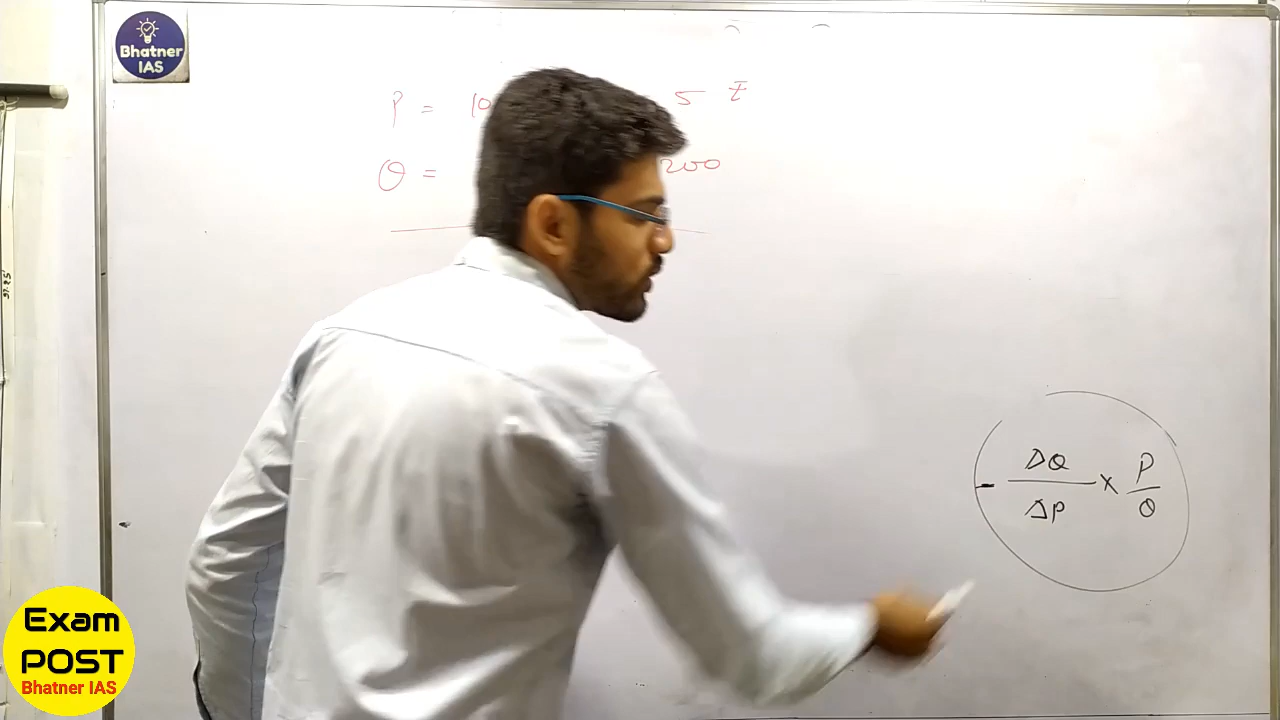 Bhatner
IAS
P = 10 5 ₹
Q = 200
- ΔQ/ΔP × P/Q
Exam
POST
Bhatner IAS